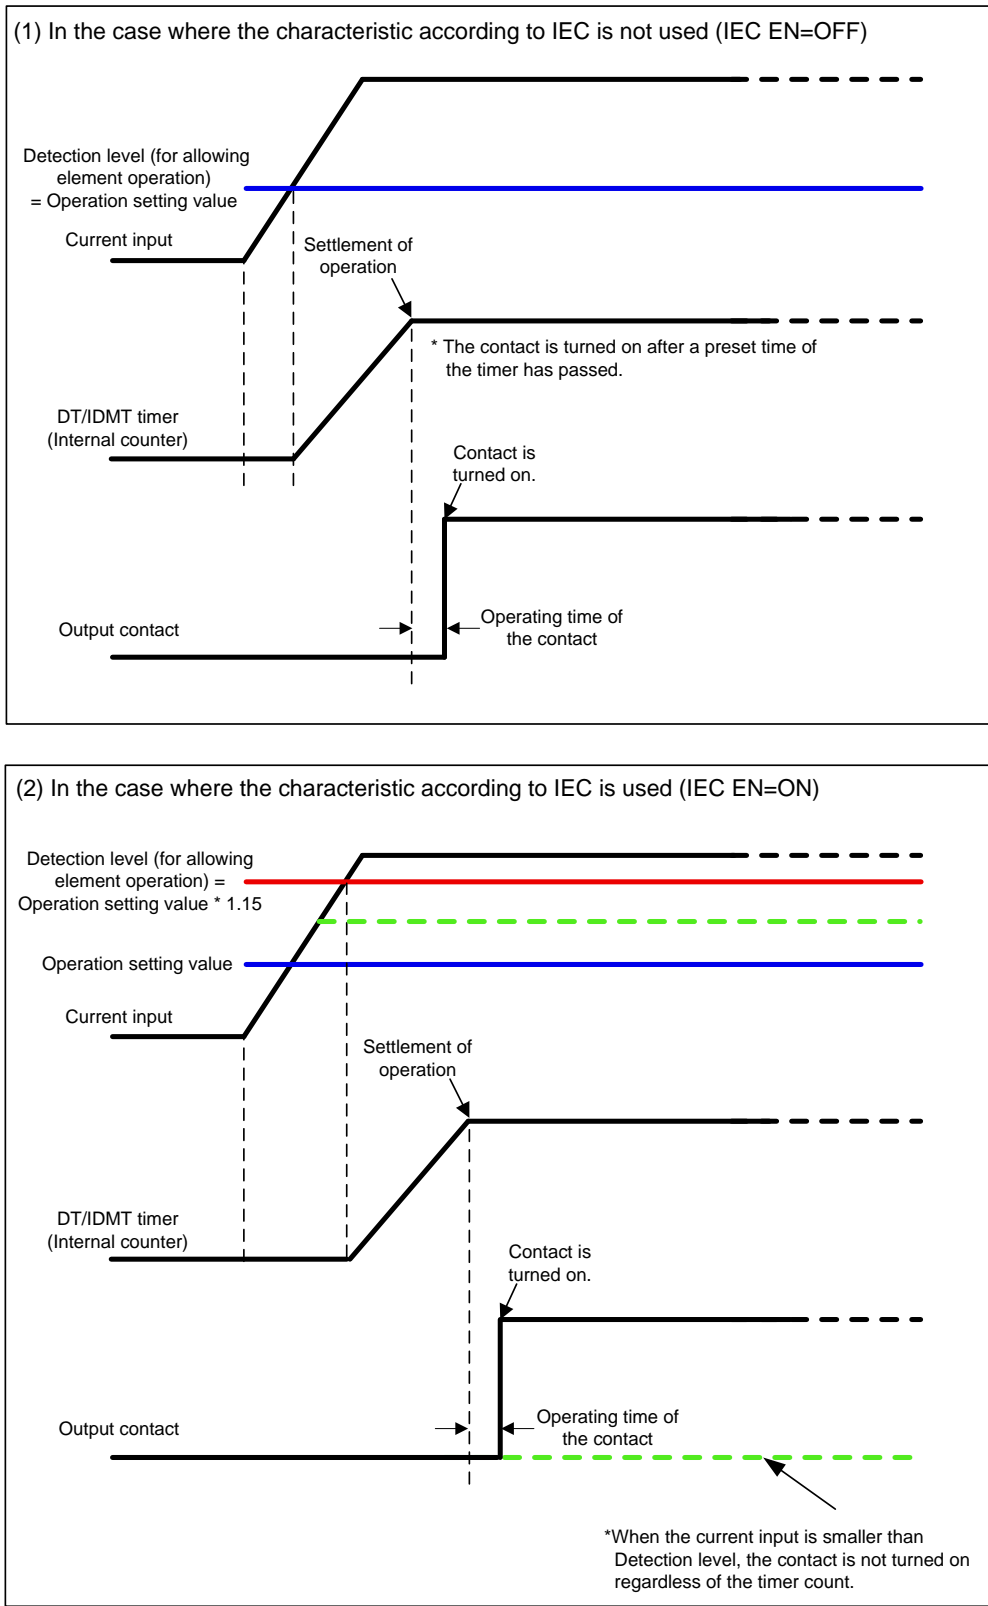 (1) In the case where the characteristic according to IEC is not used (IEC EN=OFF)
Detection level (for allowing
element operation)
= Operation setting value
Current input
Settlement of
operation
* The contact is turned on after a preset time of
the timer has passed.
DT/IDMT timer
(Internal counter)
Contact is
turned on.
Output contact
Operating time of
the contact
(2) In the case where the characteristic according to IEC is used (IEC EN=ON)
Detection level (for allowing
element operation) =
Operation setting value * 1.15
Operation setting value
Current input
Settlement of
operation
DT/IDMT timer
(Internal counter)
Contact is
turned on.
Output contact
Operating time of
the contact
*When the current input is smaller than
Detection level, the contact is not turned on
regardless of the timer count.